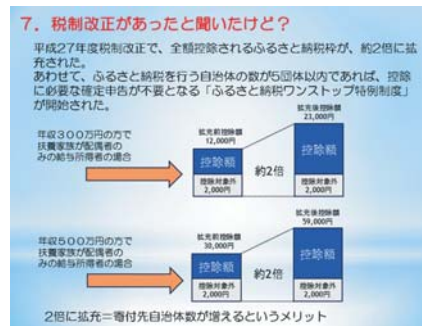 7．税制改正があったと聞いたけど？
平成27年度税制改正で、全額控除されるふるさと納税枠が、約2倍に拡
充された。
あわせて、ふるさと納税を行う自治体の数が5団体以内であれば、控除
に必要な確定申告が不要となる「ふるさと納税ワンストップ特例制度」
が開始された。
拡充後控除額
23,000円
拡充前控除額
12,000円
年収３００万円の方で
扶養家族が配偶者の
みの給与所得者の場合
控除額
控除額
約2倍
控除対象外
2,000円
控除対象外
2,000円
拡充後控除額
59,000円
拡充前控除額
30,000円
年収５００万円の方で
扶養家族が配偶者の
みの給与所得者の場合
控除額
控除額
約2倍
控除対象外
2,000円
控除対象外
2,000円
2倍に拡充＝寄付先自治体数が増えるというメリット